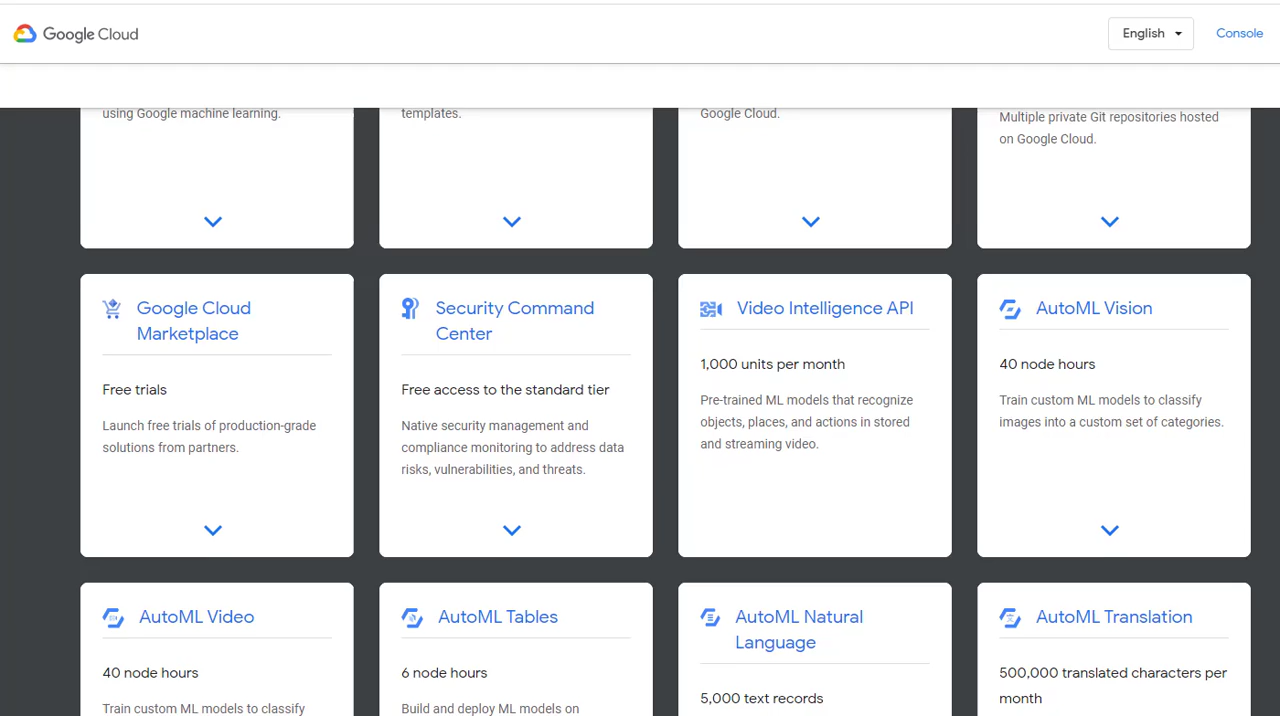 Google Cloud
English
Console
using Google machine learning.
templates.
Google Cloud.
Multiple private Git repositories hosted
on Google Cloud.
Google Cloud
Marketplace
Free trials
Launch free trials of production-grade
solutions from partners.
Security Command
Center
Free access to the standard tier
Native security management and
compliance monitoring to address data
risks, vulnerabilities, and threats.
Video Intelligence API
1,000 units per month
Pre-trained ML models that recognize
objects, places, and actions in stored
and streaming video.
AutoML Vision
40 node hours
Train custom ML models to classify
images into a custom set of categories.
AutoML Video
40 node hours
Train custom ML models to classify
AutoML Tables
6 node hours
Build and deploy ML models on
AutoML Natural
Language
5,000 text records
AutoML Translation
500,000 translated characters per
month